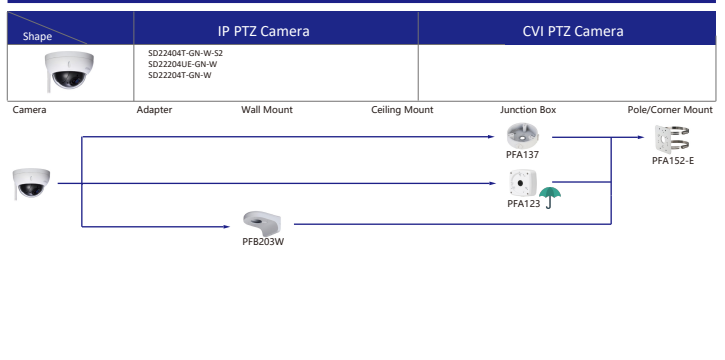 Shape
IP PTZ Camera
CVI PTZ Camera
SD22404T-GN-W-S2
SD22204UE-GN-W
SD22204T-GN-W
Camera
Adapter
Wall Mount
Ceiling Mount
Junction Box
Pole/Corner Mount
PFA137
PFA152-E
PFA123
PFB203W